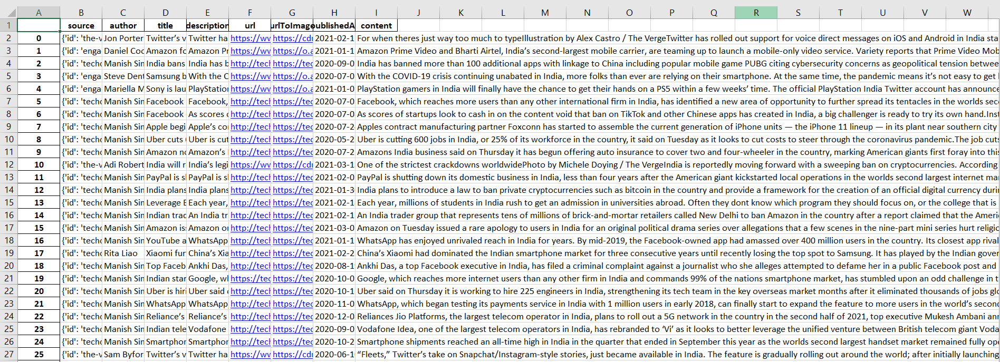 A B C D E F G H I J K L M N O P Q R S T U V W
1 source author title description url urlToImage ublishedA content
2 0 {'id': 'the-v Jon Porter Twitter’s v Twitter ha https://wv https://cdr 2021-02-1 For when theres just way too much to typeIllustration by Alex Castro / The VergeTwitter has rolled out support for voice direct messages on iOS and Android in India sta
3 1 {'id': 'enga Daniel Coo Amazon fo Amazon Pr https://wv https://o.a 2021-01-1 Amazon Prime Video and Bharti Airtel, India’s second-largest mobile carrier, are teaming up to launch a mobile-only video service. Variety reports that Prime Video Mob
4 2 {'id': 'techc Manish Sin India bans India has b http://tecl https://tec 2020-09-0 India has banned more than 100 additional apps with linkage to China including popular mobile game PUBG citing cybersecurity concerns as geopolitical tension betwee
5 3 {'id': 'enga Steve Dent Samsung b With the C https://wv https://o.a 2020-07-0 With the COVID-19 crisis continuing unabated in India, more folks than ever are relying on their smartphone. At the same time, the pandemic means it’s not easy to get
6 4 {'id': 'enga Mariella M Sony is lau PlayStatio https://wv https://o.a 2021-01-0 PlayStation gamers in India will finally have the chance to get their hands on a PS5 within a few weeks’ time. The official PlayStation India Twitter account has announce
7 5 {'id': 'techc Manish Sin Facebook Facebook, http://tecl https://tec 2020-07-0 Facebook, which reaches more users than any other international firm in India, has identified a new area of opportunity to further spread its tentacles in the worlds sec
8 6 {'id': 'techc Manish Sin Facebook As scores o http://tecl https://tec 2020-07-0 As scores of startups look to cash in on the content void that ban on TikTok and other Chinese apps has created in India, a big challenger is ready to try its own hand.Inst
9 7 {'id': 'techc Manish Sin Apple begi Apple’s co http://tecl https://tec 2020-07-2 Apples contract manufacturing partner Foxconn has started to assemble the current generation of iPhone units — the iPhone 11 lineup — in its plant near southern city
10 8 {'id': 'techc Manish Sin Uber cuts Uber is cut http://tecl https://tec 2020-05-2 Uber is cutting 600 jobs in India, or 25% of its workforce in the country, it said on Tuesday as it looks to cut costs to steer through the coronavirus pandemic.The job cuts
11 9 {'id': 'techc Manish Sin Amazon no Amazon’s http://tecl https://tec 2020-07-2 Amazons India business said on Thursday it has begun offering auto insurance to cover two and four-wheeler in the country, marking American giants first foray into this
12 10 {'id': 'the-v Adi Robert India will r India’s legi https://wv https://cdr 2021-03-1 One of the strictest crackdowns worldwidePhoto by Michele Doying / The VergeIndia is reportedly moving forward with a sweeping ban on cryptocurrencies. According
13 11 {'id': 'techc Manish Sin PayPal is sl PayPal is sl http://tecl https://tec 2021-02-0 PayPal is shutting down its domestic business in India, less than four years after the American giant kickstarted local operations in the worlds second largest internet ma
14 12 {'id': 'techc Manish Sin India plans India plans http://tecl https://tec 2021-01-3 India plans to introduce a law to ban private cryptocurrencies such as bitcoin in the country and provide a framework for the creation of an official digital currency duri
15 13 {'id': 'techc Manish Sin Leverage E Each year, http://tecl https://tec 2021-02-1 Each year, millions of students in India rush to get an admission in universities abroad. Often they dont know which program they should focus on, or the college that is
16 14 {'id': 'techc Manish Sin Indian trac An India tr http://tecl https://tec 2021-02-1 An India trader group that represents tens of millions of brick-and-mortar retailers called New Delhi to ban Amazon in the country after a report claimed that the Ameri
17 15 {'id': 'techc Manish Sin Amazon is Amazon o http://tecl https://tec 2021-03-0 Amazon on Tuesday issued a rare apology to users in India for an original political drama series over allegations that a few scenes in the nine-part mini series hurt religio
18 16 {'id': 'techc Manish Sin YouTube a WhatsApp http://tecl https://tec 2021-01-1 WhatsApp has enjoyed unrivaled reach in India for years. By mid-2019, the Facebook-owned app had amassed over 400 million users in the country. Its closest app rival
19 17 {'id': 'techc Rita Liao Xiaomi fur China’s Xia http://tecl https://tec 2021-02-2 China’s Xiaomi had dominated the Indian smartphone market for three consecutive years until recently losing the top spot to Samsung. It has played by the Indian gover
20 18 {'id': 'techc Manish Sin Top Faceb Ankhi Das, http://tecl https://tec 2020-08-1 Ankhi Das, a top Facebook executive in India, has filed a criminal complaint against a journalist who she alleges attempted to defame her in a public Facebook post and
21 19 {'id': 'techc Manish Sin Indian star Google, wl https://tec https://tec 2020-10-0 Google, which reaches more internet users than any other firm in India and commands 99% of the nations smartphone market, has stumbled upon an odd challenge in t
22 20 {'id': 'techc Manish Sin Uber is hiri Uber said http://tecl https://tec 2020-10-1 Uber said on Thursday it is working to hire 225 engineers in India, strengthening its tech team in the key overseas market months after it eliminated thousands of jobs glo
23 21 {'id': 'techc Manish Sin WhatsApp WhatsApp http://tecl https://tec 2020-11-0 WhatsApp, which began testing its payments service in India with 1 million users in early 2018, can finally start to expand the feature to more users in the world’s second
24 22 {'id': 'techc Manish Sin Reliance’s Reliance’s http://tecl https://tec 2020-12-0 Reliances Jio Platforms, the largest telecom operator in India, plans to roll out a 5G network in the country in the second half of 2021, top executive Mukesh Ambani an
25 23 {'id': 'techc Manish Sin Indian tele Vodafone http://tecl https://tec 2020-09-0 Vodafone Idea, one of the largest telecom operators in India, has rebranded to ‘Vi’ as it looks to better leverage the unified venture between British telecom giant Voda
26 24 {'id': 'techc Manish Sin Smartphor Smartphor http://tecl https://tec 2020-10-2 Smartphone shipments reached an all-time high in India in the quarter that ended in September this year as the worlds second largest handset market remained fully ope
27 25 {'id': 'the-v Sam Byfor Twitter’s v Twitter ha https://wv https://cdr 2020-06-1 “Fleets,” Twitter’s take on Snapchat/Instagram-style stories, just became available in India. The feature is gradually rolling out around the world; after initially launching